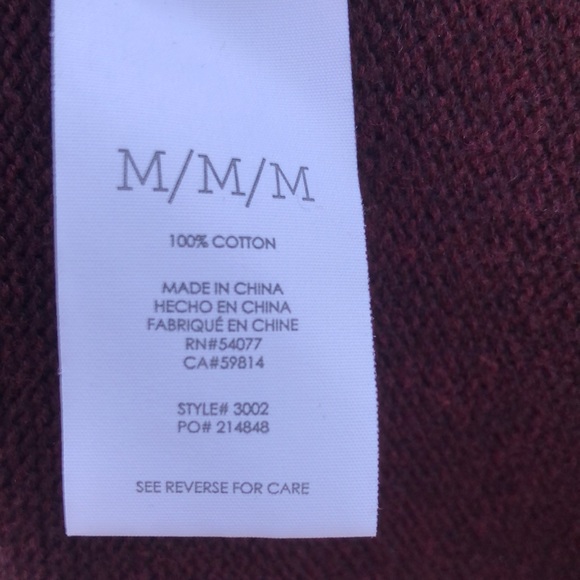 M/M/M
100% COTTON
MADE IN CHINA
HECHO EN CHINA
FABRIQUÉ EN CHINE
RN#54077
CA#59814
STYLE# 3002
PO# 214848
SEE REVERSE FOR CARE